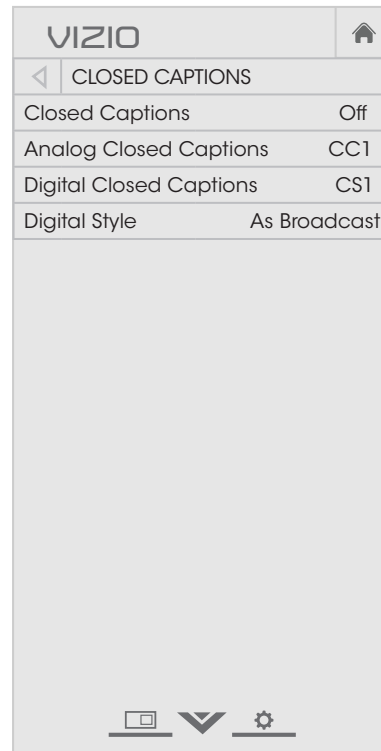 VIZIO
CLOSED CAPTIONS
Closed Captions Off
Analog Closed Captions CC1
Digital Closed Captions CS1
Digital Style As Broadcast